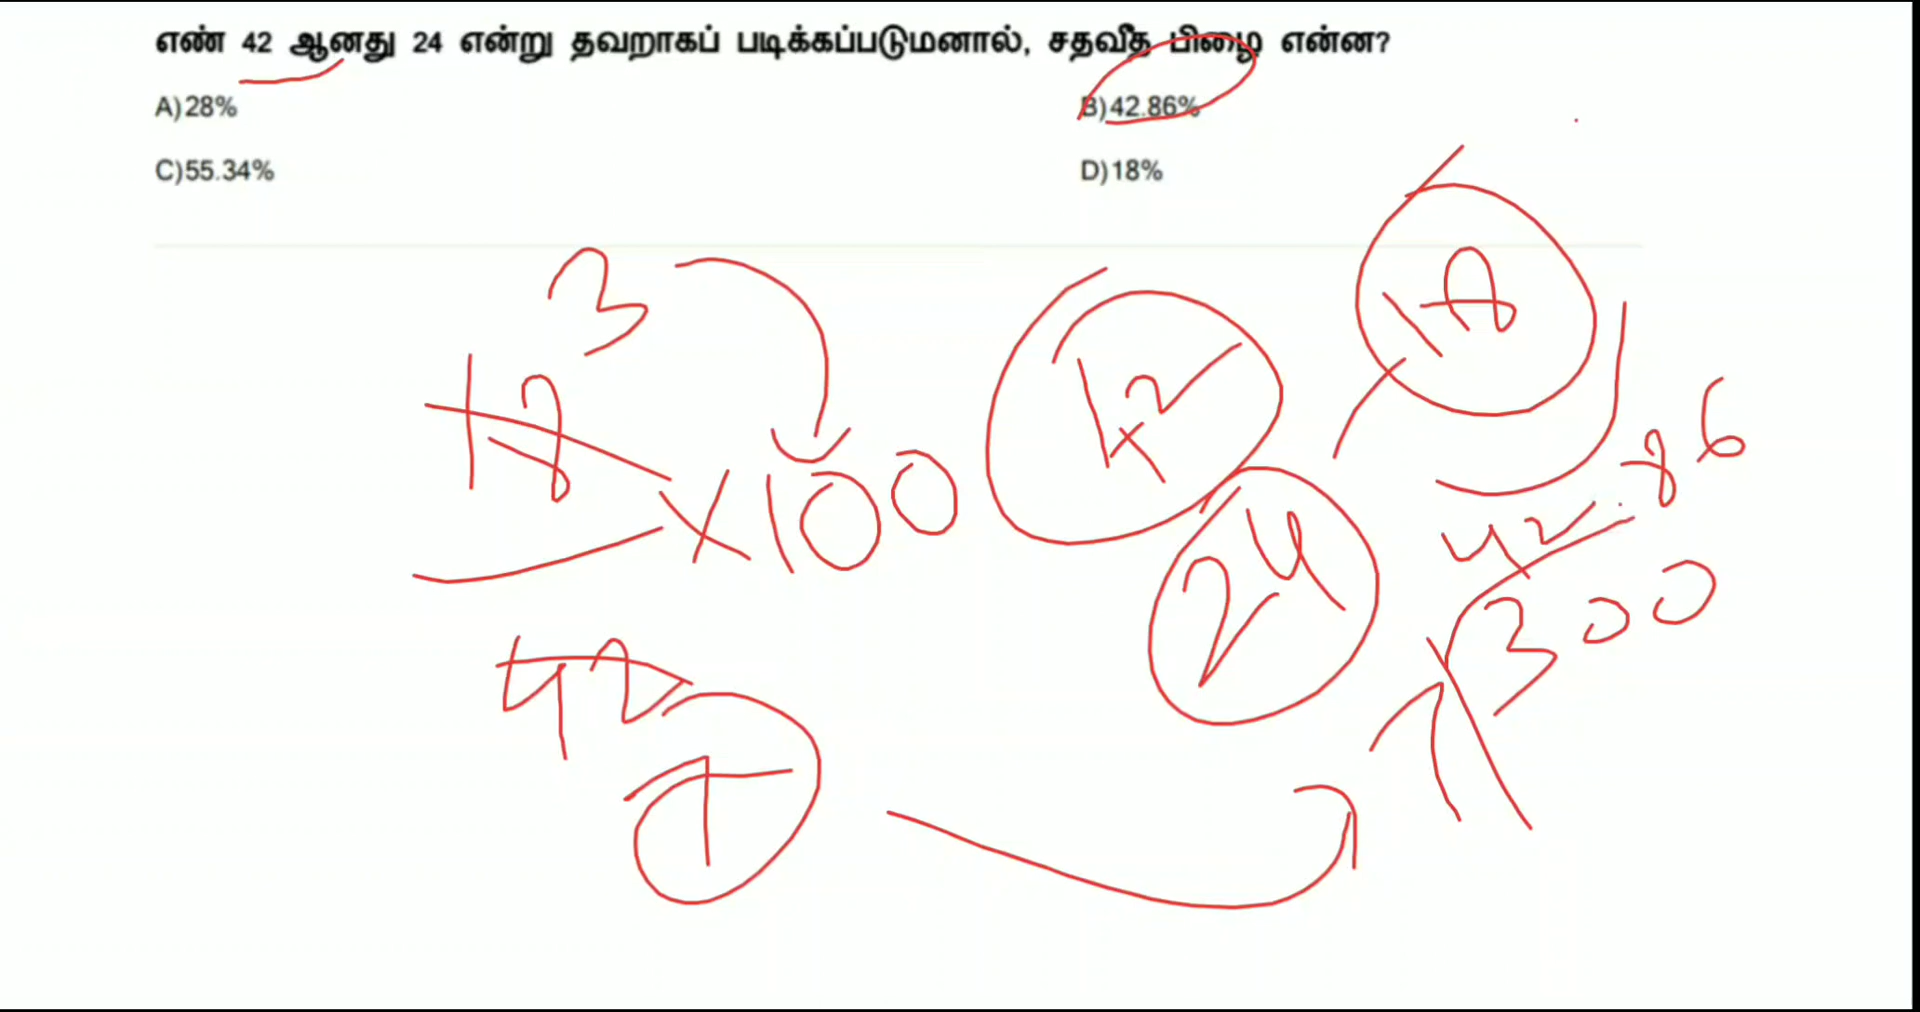 எண் 42 ஆனது 24 என்று தவறாகப் படிக்கப்படுமனால், சதவீத பிழை என்ன?
A)28%
B)42.86%
C)55.34%
D)18%
3
18
×100
42
7
42
24
18
42.86
7 300